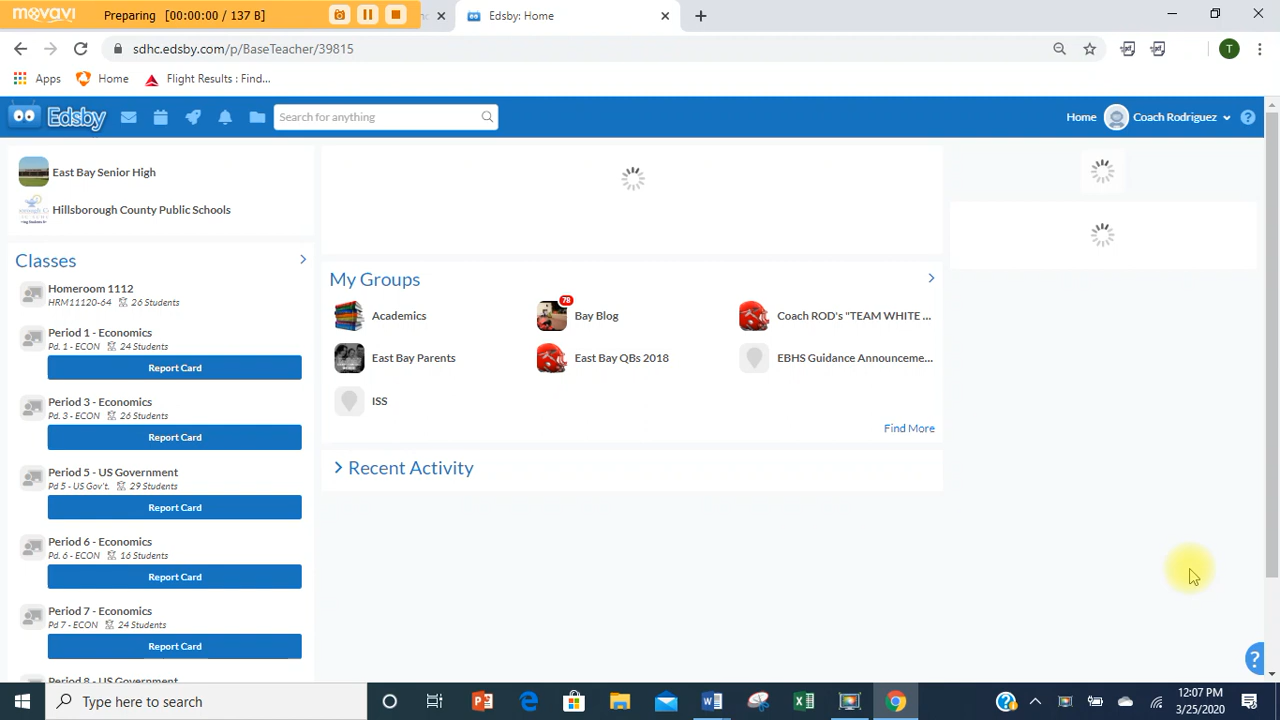 movavi
Preparing [00:00:00 / 137 B]
Edsby: Home
sdhc.edsby.com/p/BaseTeacher/39815
Apps
Home
Flight Results : Find...
Edsby
Search for anything
Home
Coach Rodriguez
East Bay Senior High
Hillsborough County Public Schools
Classes
Homeroom 1112
HRM11120-64 26 Students
Period 1 - Economics
Pd. 1 - ECON 24 Students
Report Card
Period 3 - Economics
Pd. 3 - ECON 26 Students
Report Card
Period 5 - US Government
Pd 5 - US Gov't. 29 Students
Report Card
Period 6 - Economics
Pd. 6 - ECON 16 Students
Report Card
Period 7 - Economics
Pd 7 - ECON 24 Students
Report Card
Period 8 - US Government
My Groups
Academics
78
Bay Blog
Coach ROD's "TEAM WHITE ...
East Bay Parents
East Bay QBs 2018
EBHS Guidance Announceme...
ISS
Find More
Recent Activity
Type here to search
12:07 PM
3/25/2020